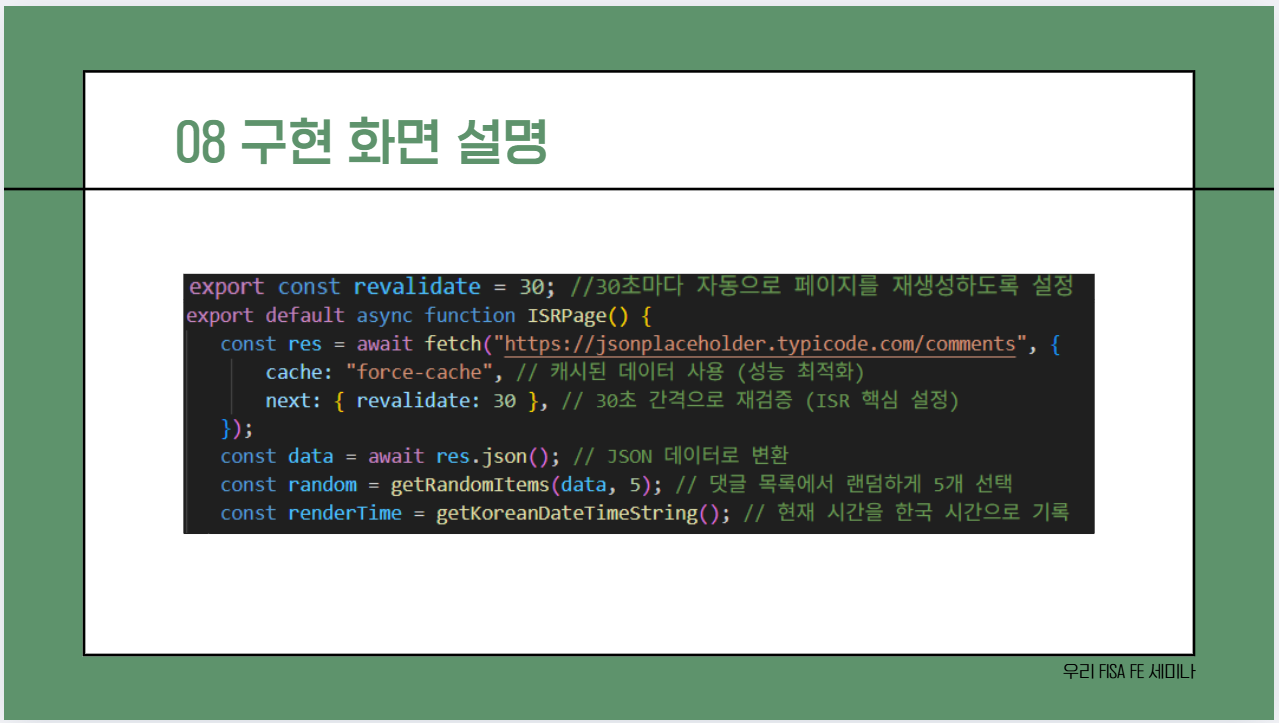 08 구현 화면 설명
export const revalidate = 30; //30초마다 자동으로 페이지를 재생성하도록 설정
export default async function ISRPage() {
const res = await fetch("https://jsonplaceholder.typicode.com/comments", {
cache: "force-cache", // 캐시된 데이터 사용 (성능 최적화)
next: { revalidate: 30 }, // 30초 간격으로 재검증 (ISR 핵심 설정)
});
const data = await res.json(); // JSON 데이터로 변환
const random = getRandomItems(data, 5); // 댓글 목록에서 랜덤하게 5개 선택
const renderTime = getKoreanDateTimeString(); // 현재 시간을 한국 시간으로 기록
우리 FISA FE 세미나